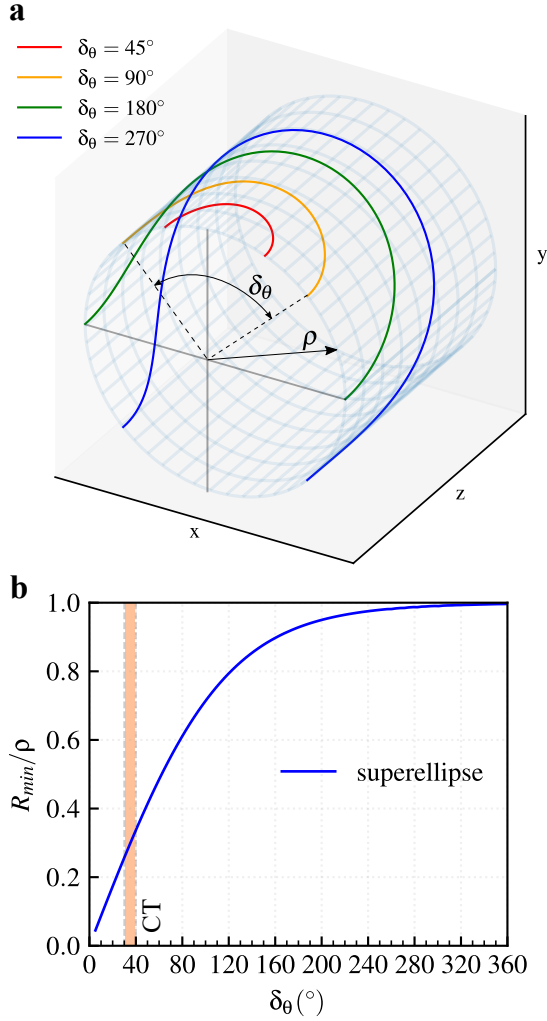 a
δθ = 45°
δθ = 90°
δθ = 180°
δθ = 270°
δθ
ρ
y
z
x
b
1.0
0.8
0.6
0.4
0.2
0.0
R_min/ρ
superellipse
CT
0 40 80 120 160 200 240 280 320 360
δθ(°)